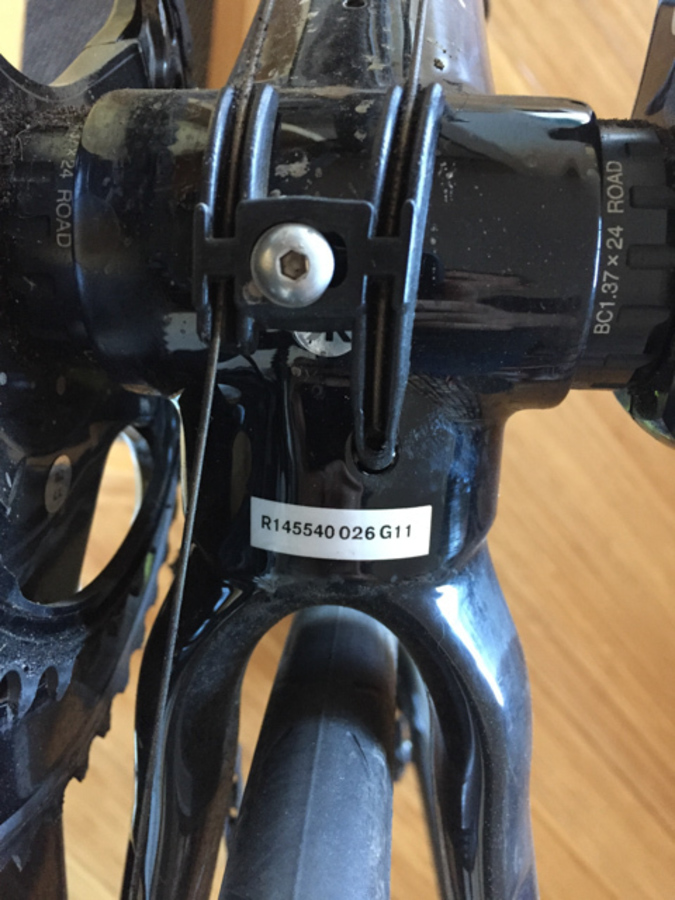 24 ROAD
BC1.37 × 24 ROAD
R145540 026 G11